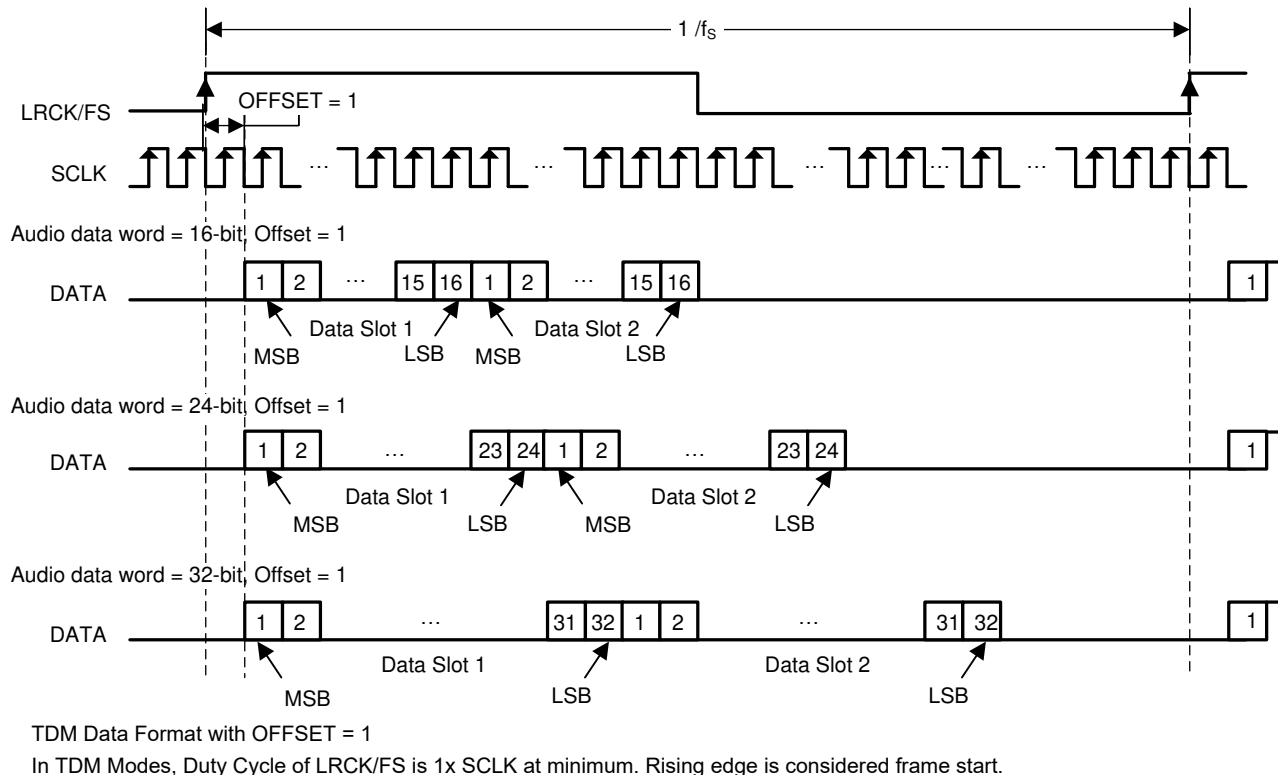 1 /fS
LRCK/FS
OFFSET = 1
SCLK
... ... ... ... ...
Audio data word = 16-bit, Offset = 1
DATA
1 2 ... 15 16 1 2 ... 15 16 1
Data Slot 1 Data Slot 2
MSB LSB MSB LSB
Audio data word = 24-bit, Offset = 1
DATA
1 2 ... 23 24 1 2 ... 23 24 1
Data Slot 1 Data Slot 2
MSB LSB MSB LSB
Audio data word = 32-bit, Offset = 1
DATA
1 2 ... 31 32 1 2 ... 31 32 1
Data Slot 1 Data Slot 2
MSB LSB LSB
TDM Data Format with OFFSET = 1
In TDM Modes, Duty Cycle of LRCK/FS is 1x SCLK at minimum. Rising edge is considered frame start.